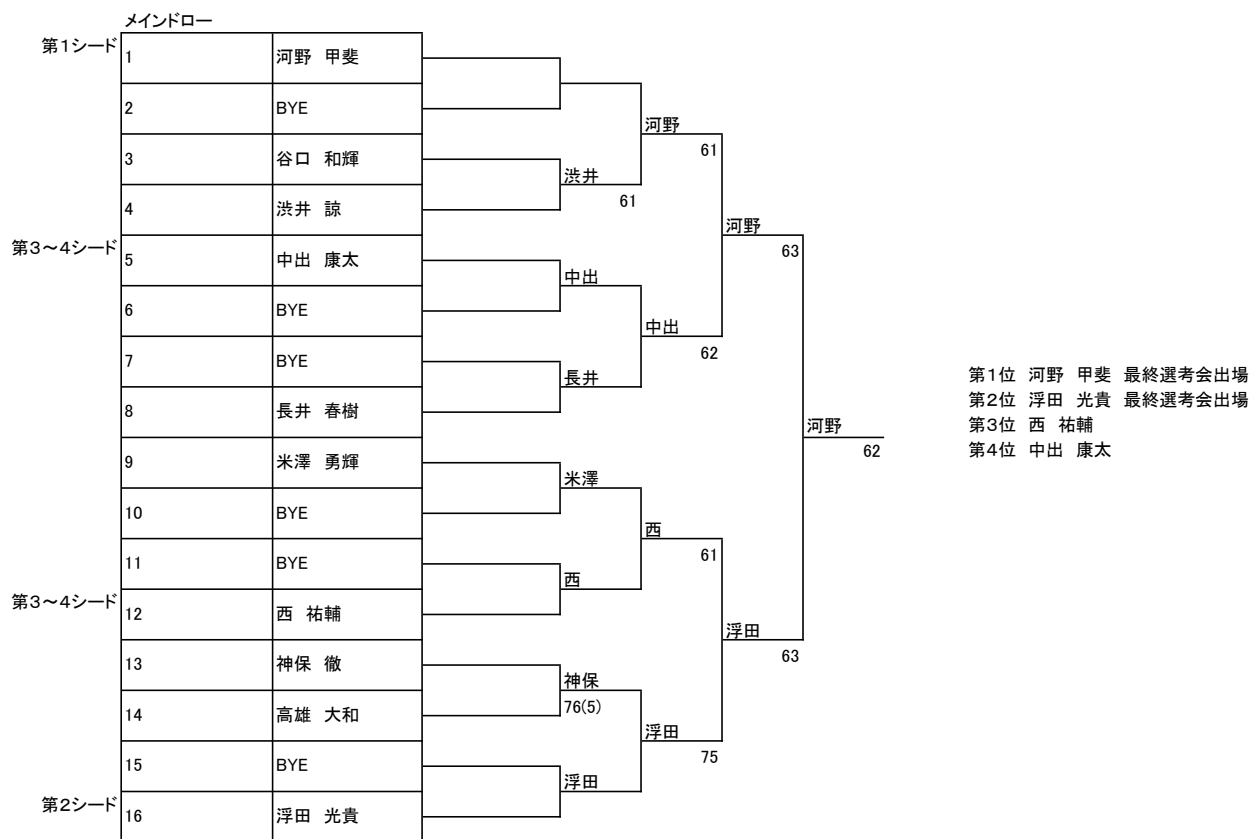 メインドロー
第1シード
1 河野 甲斐
2 BYE
河野
61
3 谷口 和輝
渋井
61
4 渋井 諒
河野
63
第3～4シード
5 中出 康太
中出
6 BYE
中出
62
7 BYE
長井
8 長井 春樹
第1位 河野 甲斐 最終選考会出場
第2位 浮田 光貴 最終選考会出場
第3位 西 祐輔
第4位 中出 康太
河野
62
9 米澤 勇輝
米澤
10 BYE
西
61
11 BYE
西
第3～4シード
12 西 祐輔
浮田
63
13 神保 徹
神保
76(5)
14 高雄 大和
浮田
75
15 BYE
浮田
第2シード
16 浮田 光貴